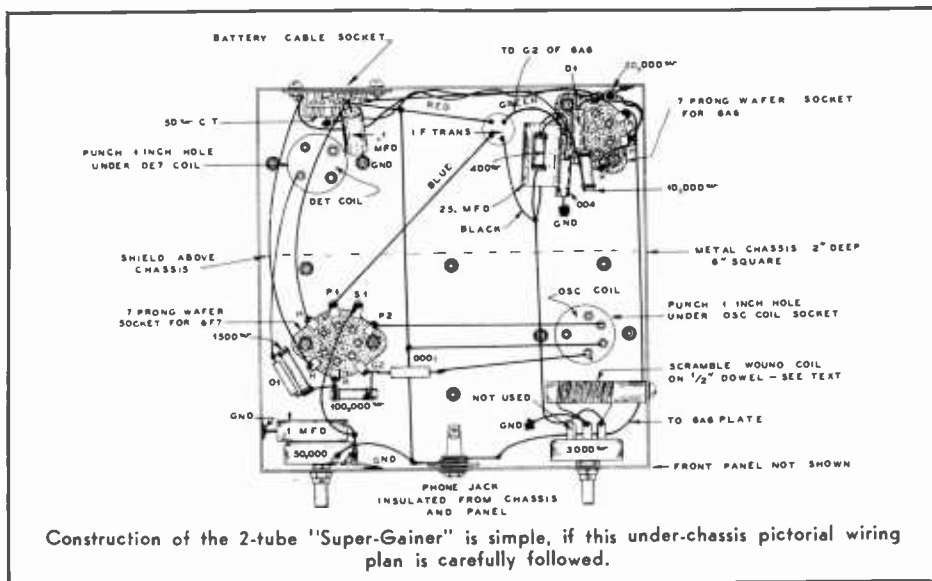 BATTERY CABLE SOCKET
TO G2 OF 6A6
D1
RED
GREEN
7 PRONG WAFER SOCKET
FOR 6A6
50 ω C T
.1
MFD
GND
I F TRANS
400 ω
PUNCH 1 INCH HOLE
UNDER DET COIL
BLUE
10,000 ω
DET COIL
25. MFD
004
BLACK
GND
SHIELD ABOVE
CHASSIS
METAL CHASSIS 2" DEEP
6" SQUARE
OSC COIL
P1
S1
P2
H
7 PRONG WAFER
SOCKET FOR 6F7
PUNCH 1 INCH HOLE
UNDER OSC COIL SOCKET
1500 ω
0001
H
01
100,000 ω
SCRAMBLE WOUND COIL
ON 1/2" DOWEL - SEE TEXT
NOT USED
GND
1 MFD
GND
TO 6A6 PLATE
50,000
GND
3000 ω
FRONT PANEL NOT SHOWN
PHONE JACK
INSULATED FROM CHASSIS
AND PANEL
Construction of the 2-tube "Super-Gainer" is simple, if this under-chassis pictorial wiring
plan is carefully followed.